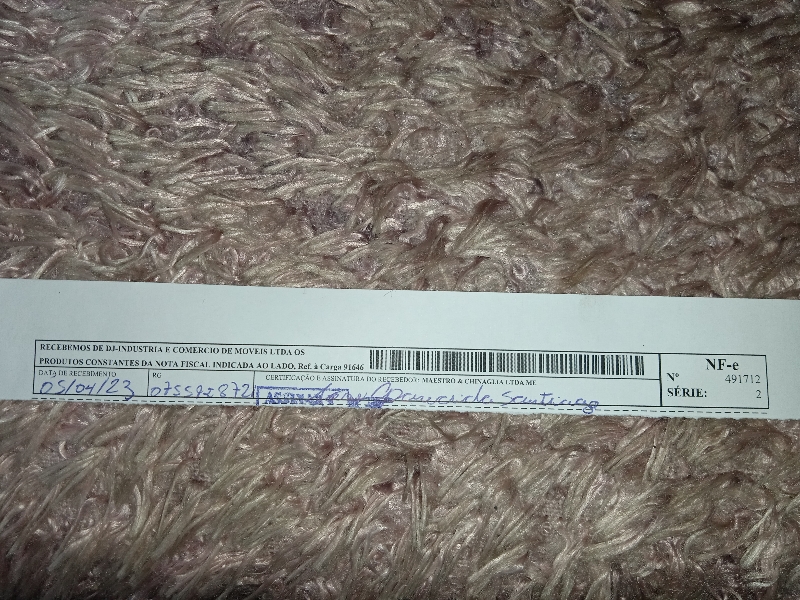 RECEBEMOS DE DJ-INDUSTRIA E COMERCIO DE MOVEIS LTDA OS
PRODUTOS CONSTANTES DA NOTA FISCAL INDICADA AO LADO, Ref. à Carga 91646
DATA DE RECEBIMENTO
05/04/23
RG
CERTIFICAÇÃO E ASSINATURA DO RECEBEDOR: MAESTRO & CHINAGLIA LTDA ME
Santiago
NF-e
Nº 491712
SÉRIE: 2